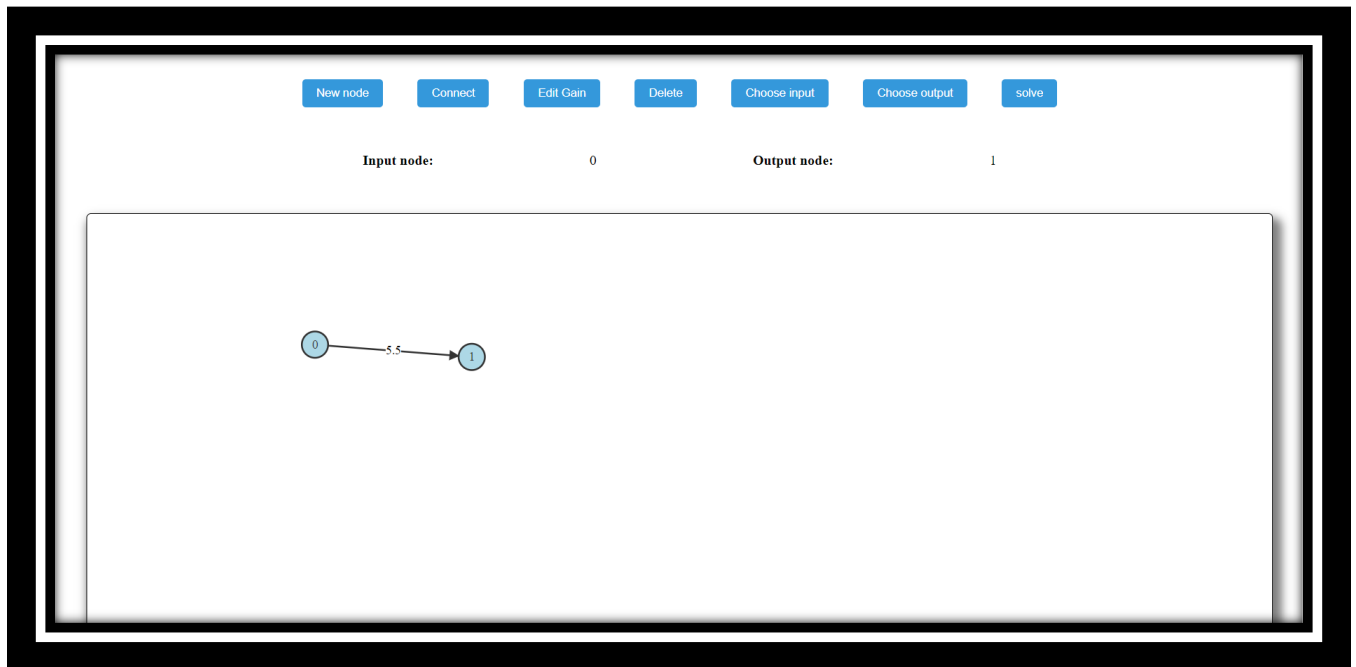 New node Connect Edit Gain Delete Choose input Choose output solve
Input node: 0 Output node: 1
0 5.5 1